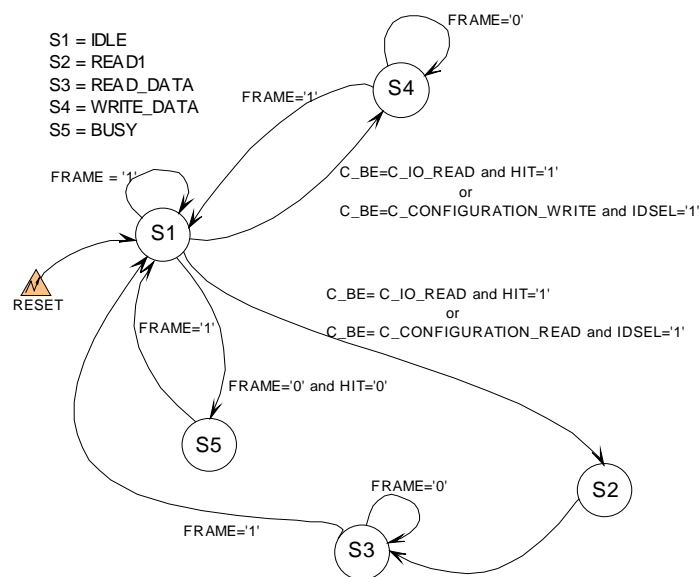 FRAME='0'
S1 = IDLE
S2 = READ1
S3 = READ_DATA
S4 = WRITE_DATA
S5 = BUSY
S4
FRAME='1'
FRAME = '1'
C_BE=C_IO_READ and HIT='1'
or
C_BE=C_CONFIGURATION_WRITE and IDSEL='1'
S1
RESET
C_BE= C_IO_READ and HIT='1'
or
C_BE= C_CONFIGURATION_READ and IDSEL='1'
FRAME='1'
FRAME='0' and HIT='0'
S5
S2
FRAME='0'
FRAME='1'
S3